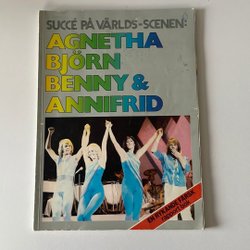 SUCCÉ PÅ VÄRLDS-SCENEN:
AGNETHA
BJÖRN
BENNY &
ANNIFRID